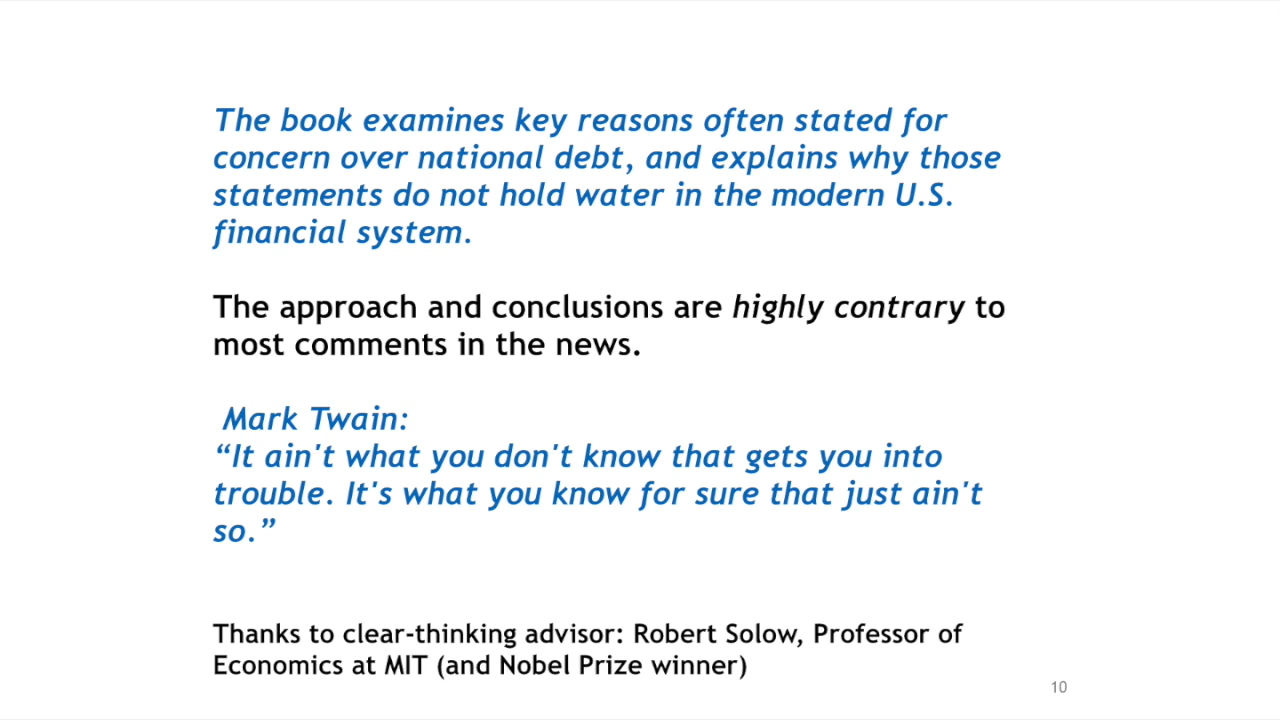 The book examines key reasons often stated for
concern over national debt, and explains why those
statements do not hold water in the modern U.S.
financial system.
The approach and conclusions are highly contrary to
most comments in the news.
Mark Twain:
“It ain't what you don't know that gets you into
trouble. It's what you know for sure that just ain't
so.”
Thanks to clear-thinking advisor: Robert Solow, Professor of
Economics at MIT (and Nobel Prize winner)
10